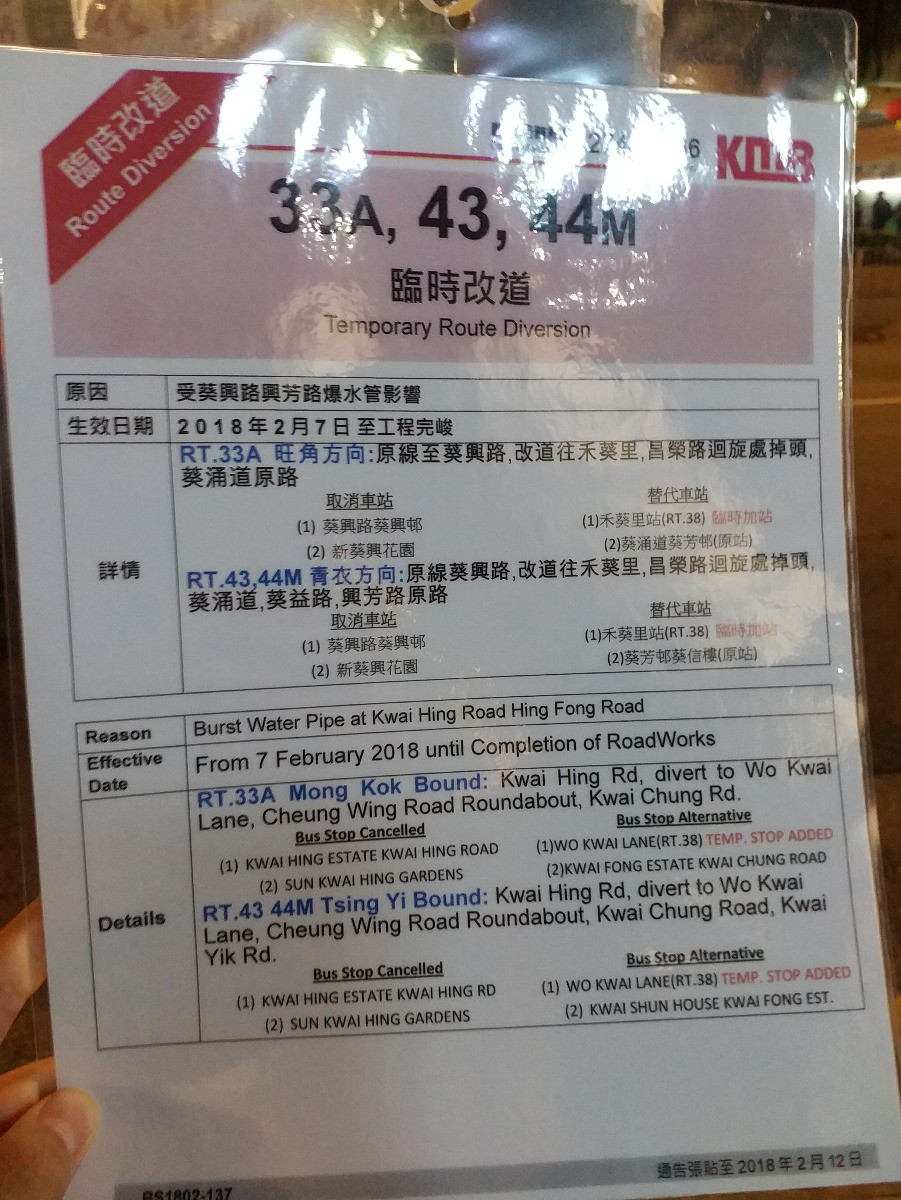 臨時改道
Route Diversion
KMB
33A, 43, 44M
臨時改道
Temporary Route Diversion
原因 受葵興路興芳路爆水管影響
生效日期 2018年2月7日至工程完峻
詳情
RT.33A 旺角方向:原線至葵興路,改道往禾葵里,昌榮路迴旋處掉頭,
葵涌道原路
取消車站 替代車站
(1) 葵興路葵興邨 (1)禾葵里站(RT.38) 臨時加站
(2) 新葵興花園 (2)葵涌道葵芳邨(原站)
RT.43,44M 青衣方向:原線葵興路,改道往禾葵里,昌榮路迴旋處掉頭,
葵涌道,葵益路,興芳路原路
取消車站 替代車站
(1) 葵興路葵興邨 (1)禾葵里站(RT.38) 臨時加站
(2) 新葵興花園 (2)葵芳邨葵信樓(原站)
Reason Burst Water Pipe at Kwai Hing Road Hing Fong Road
Effective Date From 7 February 2018 until Completion of RoadWorks
Details
RT.33A Mong Kok Bound: Kwai Hing Rd, divert to Wo Kwai
Lane, Cheung Wing Road Roundabout, Kwai Chung Rd.
Bus Stop Cancelled Bus Stop Alternative
(1) KWAI HING ESTATE KWAI HING ROAD (1)WO KWAI LANE(RT.38) TEMP. STOP ADDED
(2) SUN KWAI HING GARDENS (2)KWAI FONG ESTATE KWAI CHUNG ROAD
RT.43 44M Tsing Yi Bound: Kwai Hing Rd, divert to Wo Kwai
Lane, Cheung Wing Road Roundabout, Kwai Chung Road, Kwai
Yik Rd.
Bus Stop Cancelled Bus Stop Alternative
(1) KWAI HING ESTATE KWAI HING RD (1) WO KWAI LANE(RT.38) TEMP. STOP ADDED
(2) SUN KWAI HING GARDENS (2) KWAI SHUN HOUSE KWAI FONG EST.
通告張貼至2018年2月12日
BS1802-137